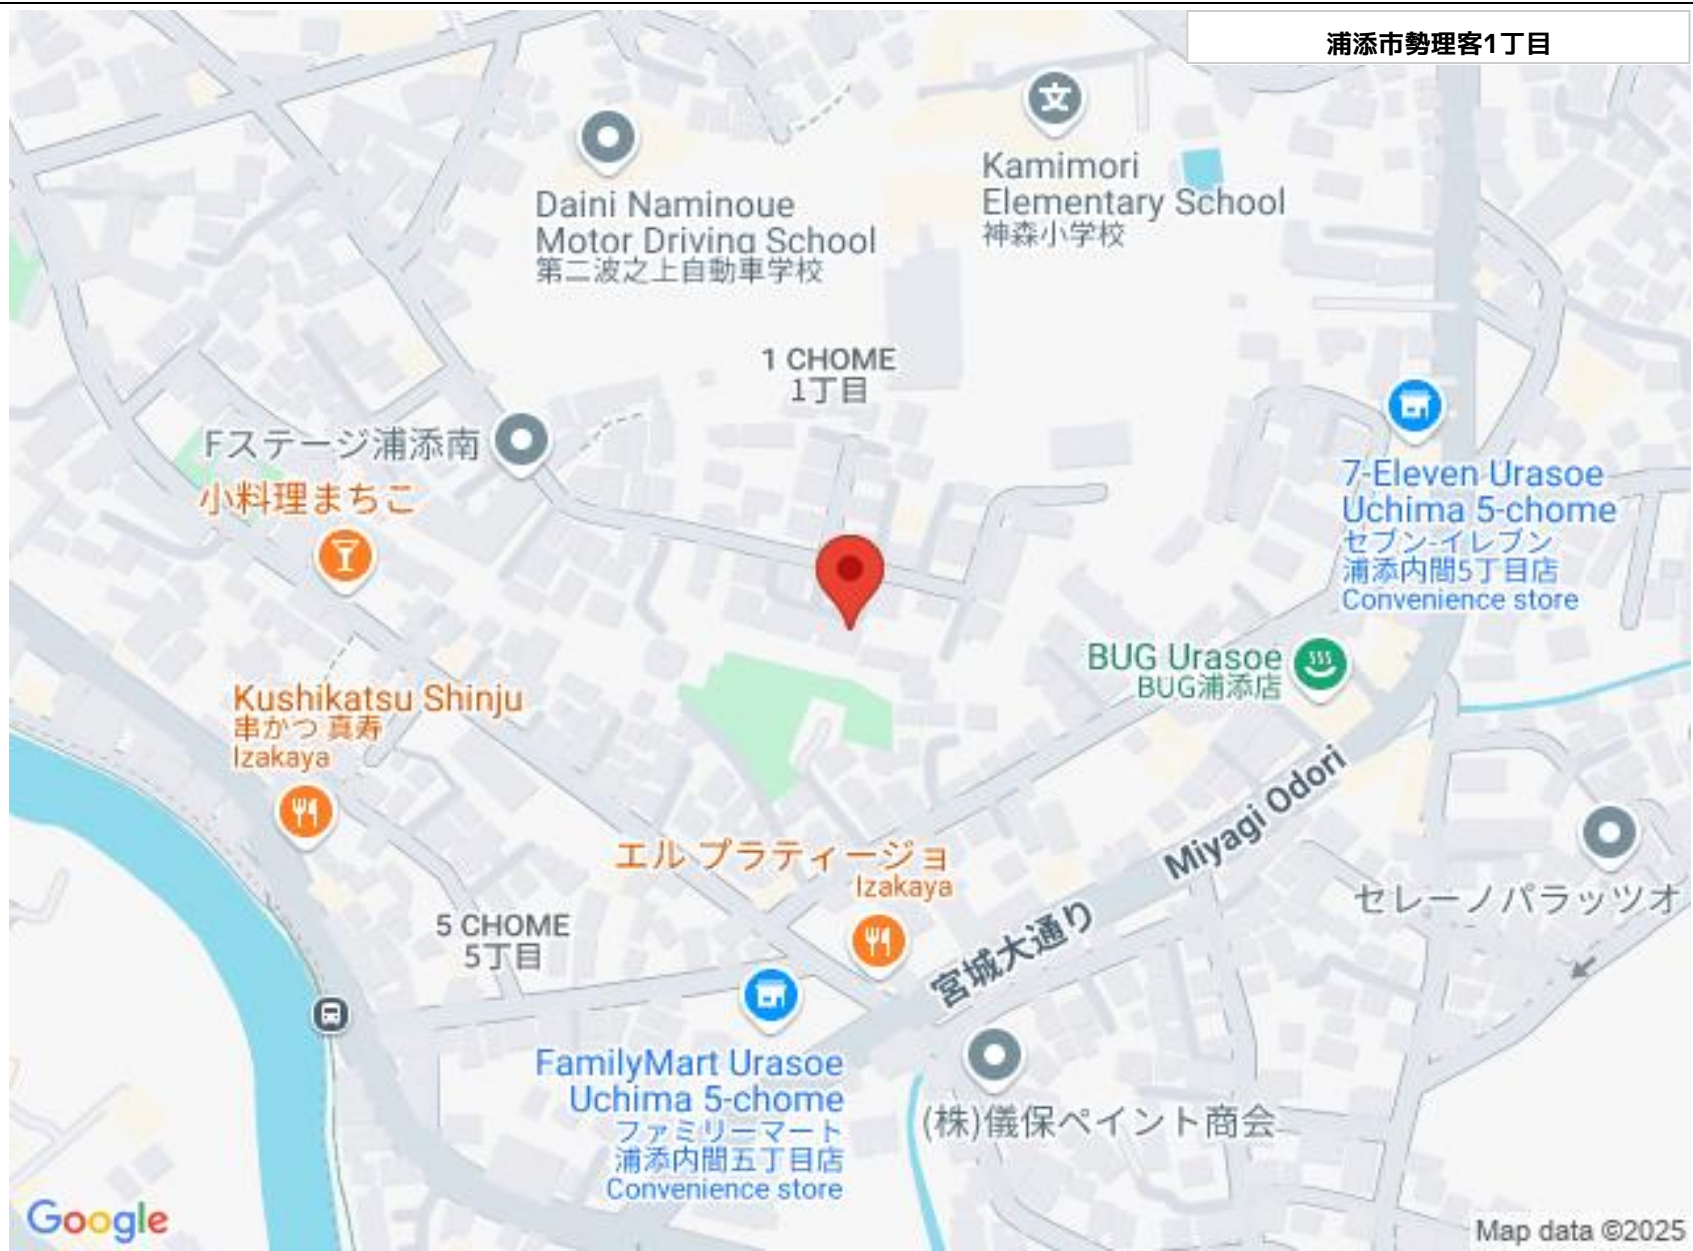 浦添市勢理客1丁目
Kamimori
Elementary School
神森小学校
Daini Naminoue
Motor Driving School
第二波之上自動車学校
1 CHOME
1丁目
Fステージ浦添南
小料理まちこ
7-Eleven Urasoe
Uchima 5-chome
セブン-イレブン
浦添内間5丁目店
Convenience store
BUG Urasoe
BUG浦添店
Kushikatsu Shinju
串かつ 真寿
Izakaya
Miyagi Odori
宮城大通り
エル プラティージョ
Izakaya
セレーノパラッツオ
5 CHOME
5丁目
FamilyMart Urasoe
Uchima 5-chome
ファミリーマート
浦添内間五丁目店
Convenience store
(株)儀保ペイント商会
Google
Map data ©2025